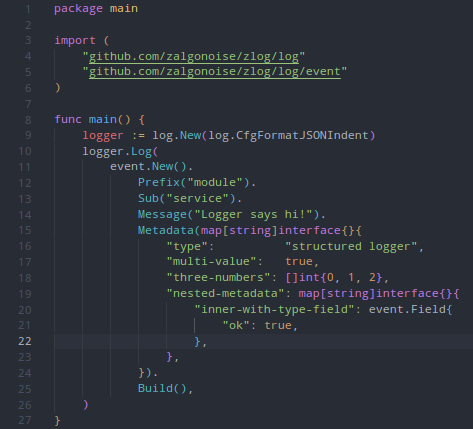 1 package main
2
3 import (
4     "github.com/zalgonoise/zlog/log"
5     "github.com/zalgonoise/zlog/log/event"
6 )
7
8 func main() {
9     logger := log.New(log.CfgFormatJSONIndent)
10     logger.Log(
11         event.New().
12             Prefix("module").
13             Sub("service").
14             Message("Logger says hi!").
15             Metadata(map[string]interface{}{
16                 "type":          "structured logger",
17                 "multi-value":   true,
18                 "three-numbers": []int{0, 1, 2},
19                 "nested-metadata": map[string]interface{}{
20                     "inner-with-type-field": event.Field{
21                         "ok": true,
22                     },
23                 },
24             }).
25             Build(),
26     )
27 }